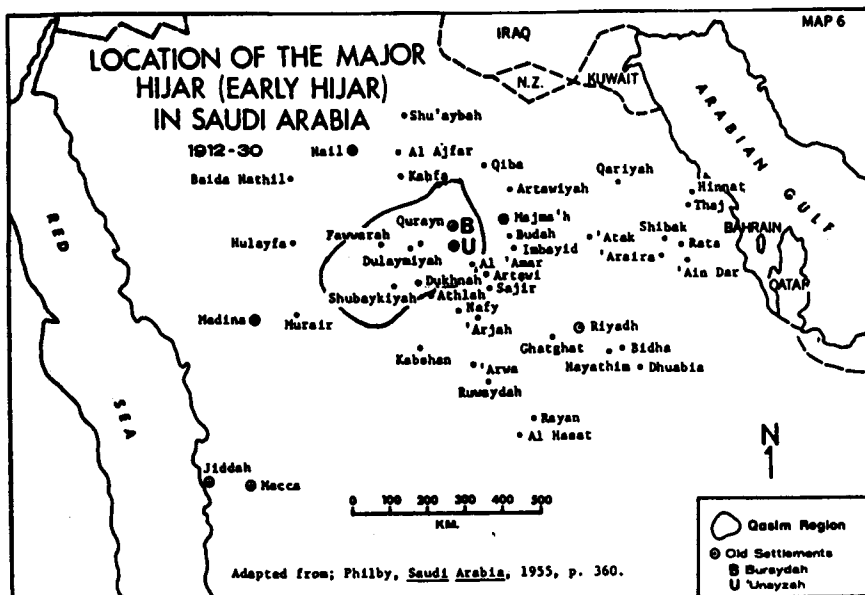 MAP 6
LOCATION OF THE MAJOR
HIJAR (EARLY HIJAR)
IN SAUDI ARABIA
1912-30
IRAQ
N.Z.
KUWAIT
ARABIAN GULF
BAHRAIN
QATAR
RED SEA
Shu'aybah
Hail
Al Ajfar
Qiba
Baida Nathil
Kahfa
Artawiyah
Qariyah
Hinnat
Thaj
Qurayn
B
U
Majma'h
Budah
Imbayid
'Atak
Shibak
Rata
'Araira
'Ain Dar
Hulayfa
Fawwarah
Dulaymiyah
Al 'Amar
Artawi
Dukhnah
Sajir
Shubaykiyah
Athlah
Nafy
'Arjah
Medina
Murair
Riyadh
Ghatghat
Bidha
Hayathim
Dhuabia
Kabshan
'Arwa
Ruwaydah
Rayan
Al Hasat
Jiddah
Mecca
N
0 100 200 300 400 500
KM.
Qasim Region
Old Settlements
B Buraydah
U 'Unayzah
Adapted from; Philby, Saudi Arabia, 1955, p. 360.